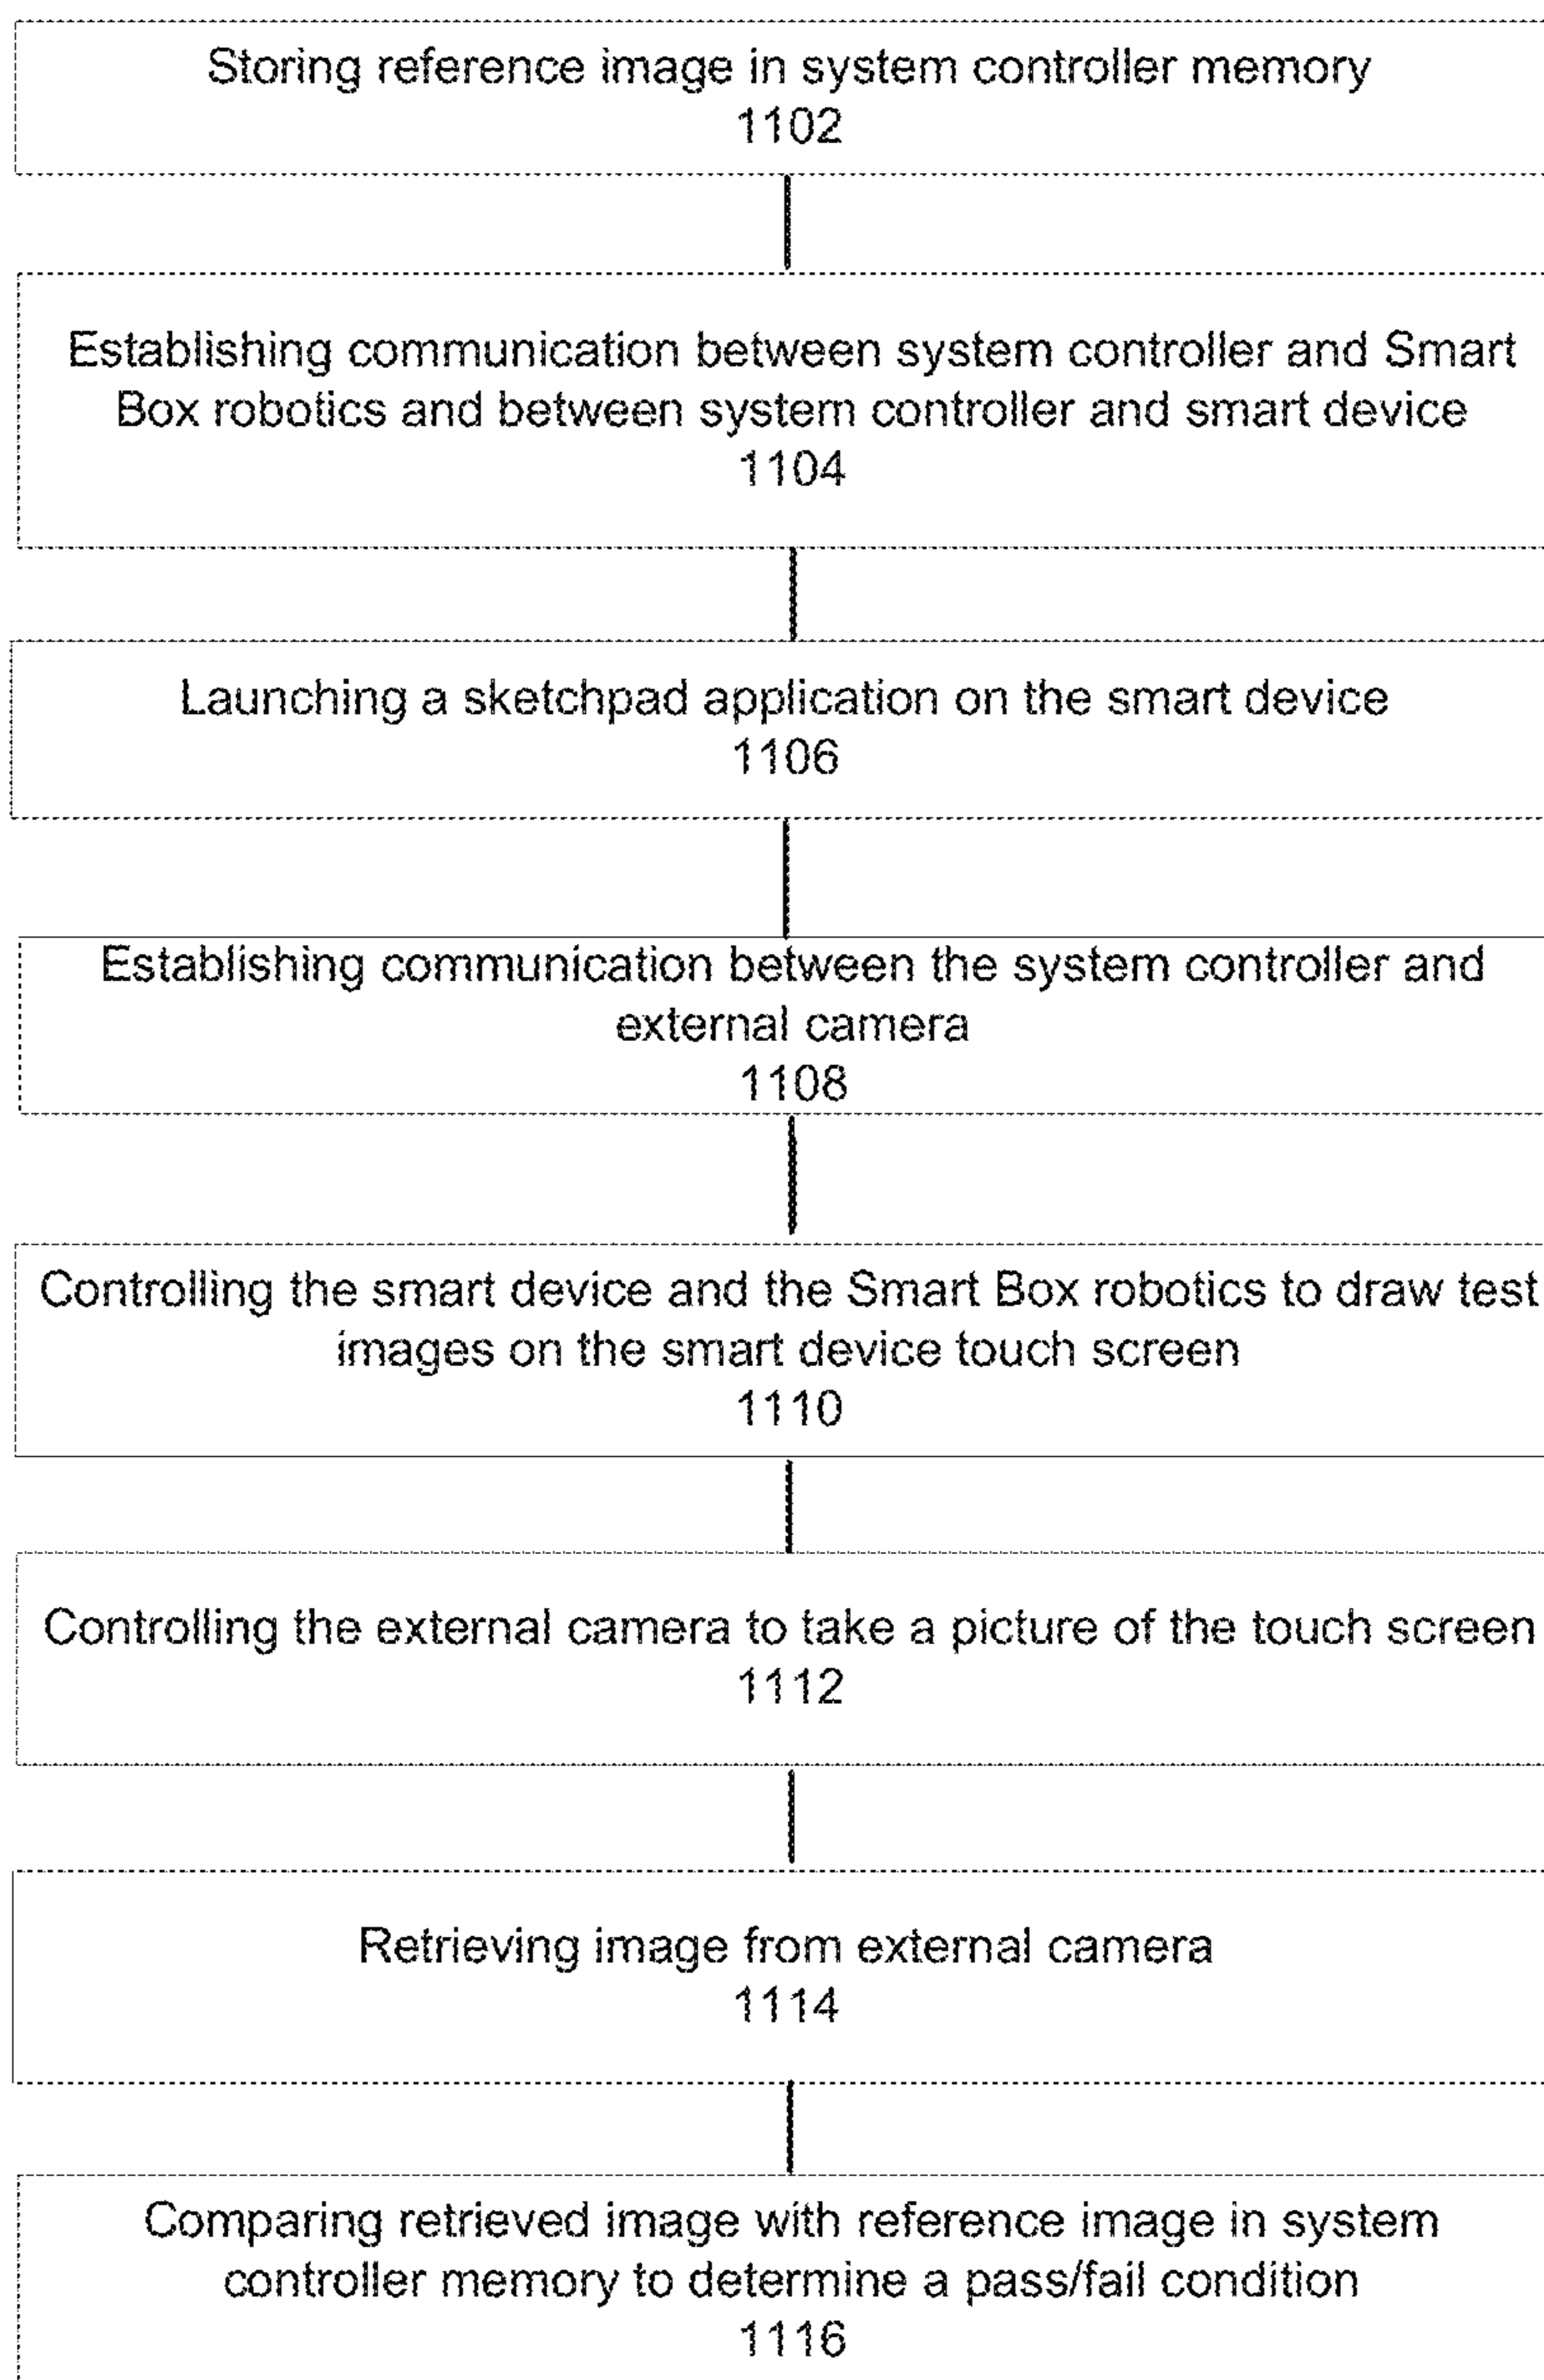 Storing reference image in system controller memory
1102
Establishing communication between system controller and Smart
Box robotics and between system controller and smart device
1104
Launching a sketchpad application on the smart device
1106
Establishing communication between the system controller and
external camera
1108
Controlling the smart device and the Smart Box robotics to draw test
images on the smart device touch screen
1110
Controlling the external camera to take a picture of the touch screen
1112
Retrieving image from external camera
1114
Comparing retrieved image with reference image in system
controller memory to determine a pass/fail condition
1116